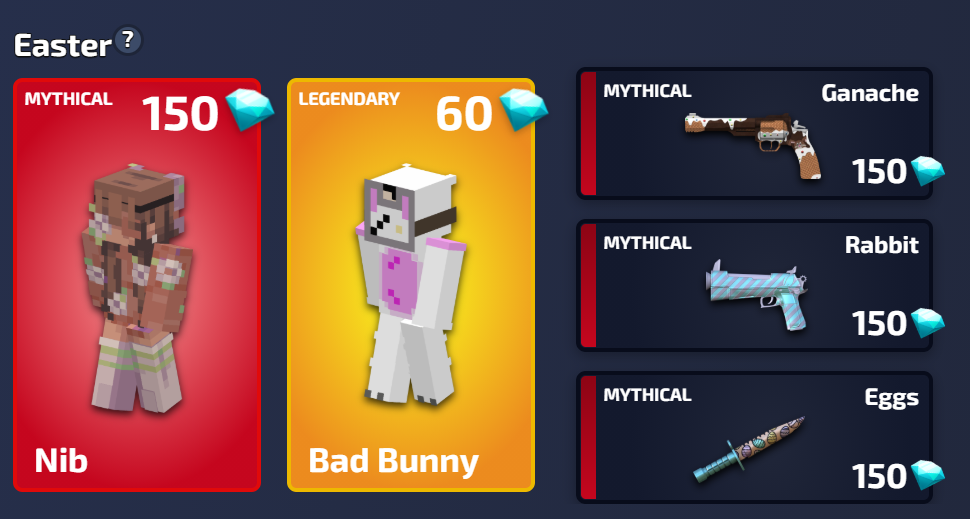 Easter ?
MYTHICAL
150
Nib
LEGENDARY
60
Bad Bunny
MYTHICAL
Ganache
150
MYTHICAL
Rabbit
150
MYTHICAL
Eggs
150